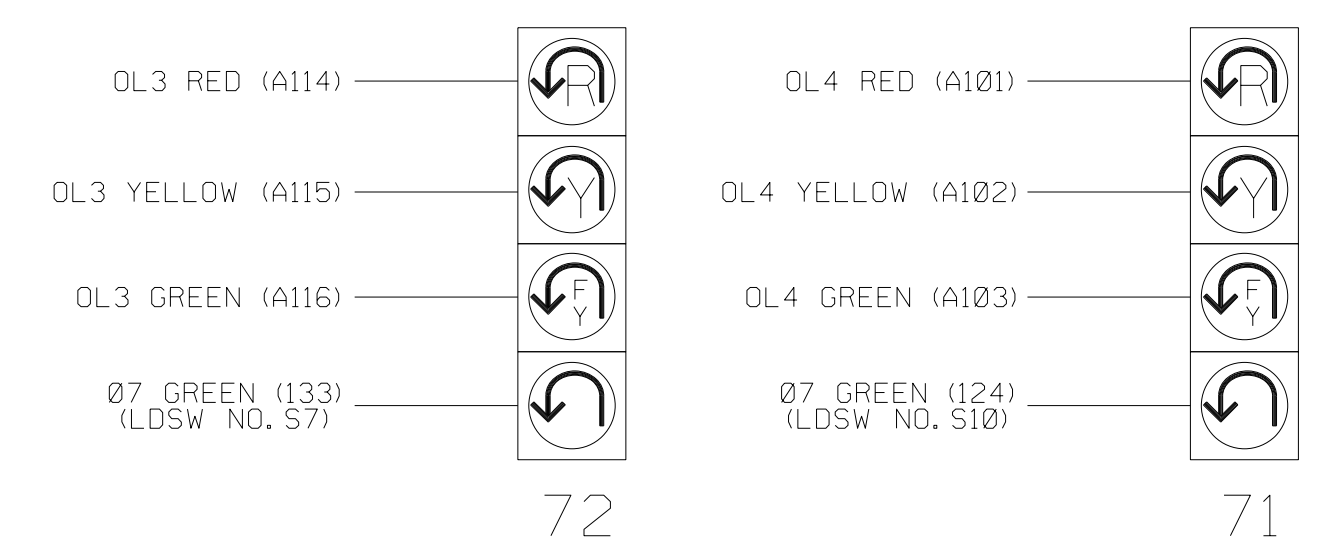 OL3 RED (A114)
R
OL3 YELLOW (A115)
Y
OL3 GREEN (A116)
F
Y
Ø7 GREEN (133)
(LDSW NO. S7)
72
OL4 RED (A1Ø1)
R
OL4 YELLOW (A1Ø2)
Y
OL4 GREEN (A1Ø3)
F
Y
Ø7 GREEN (124)
(LDSW NO. S1Ø)
71